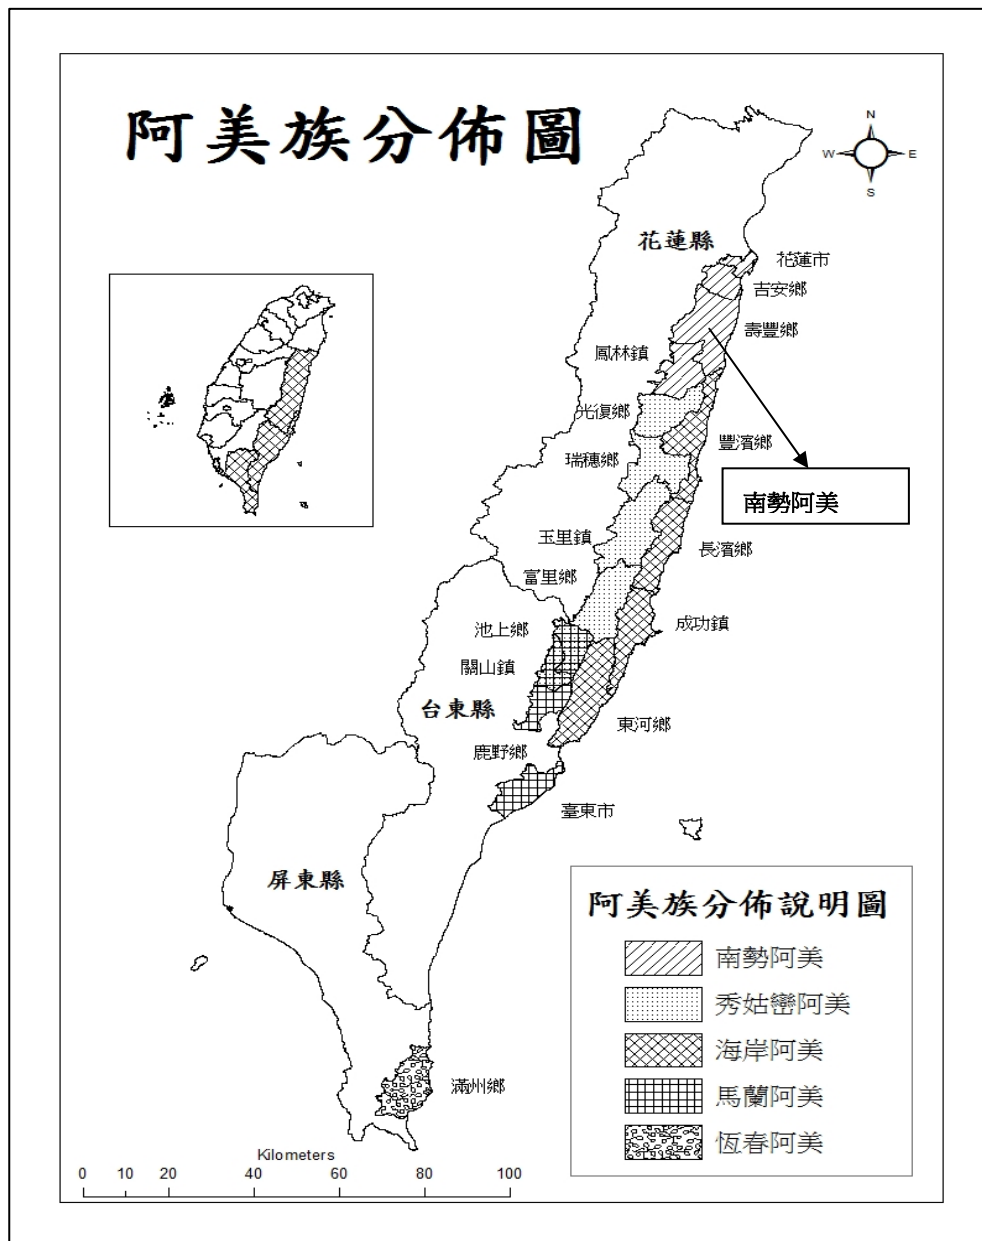 阿美族分佈圖
N
W
E
S
花蓮縣
花蓮市
吉安鄉
壽豐鄉
鳳林鎮
光復鄉
豐濱鄉
瑞穗鄉
南勢阿美
玉里鎮
長濱鄉
富里鄉
池上鄉
成功鎮
關山鎮
台東縣
東河鄉
鹿野鄉
臺東市
屏東縣
滿州鄉
阿美族分佈說明圖
南勢阿美
秀姑巒阿美
海岸阿美
馬蘭阿美
恆春阿美
Kilometers
0 10 20 40 60 80 100